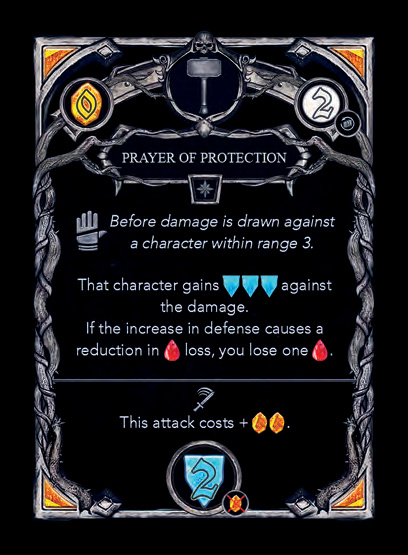 0
2
PRAYER OF PROTECTION
Before damage is drawn against
a character within range 3.
That character gains against
the damage.
If the increase in defense causes a
reduction in loss, you lose one .
This attack costs + .
2